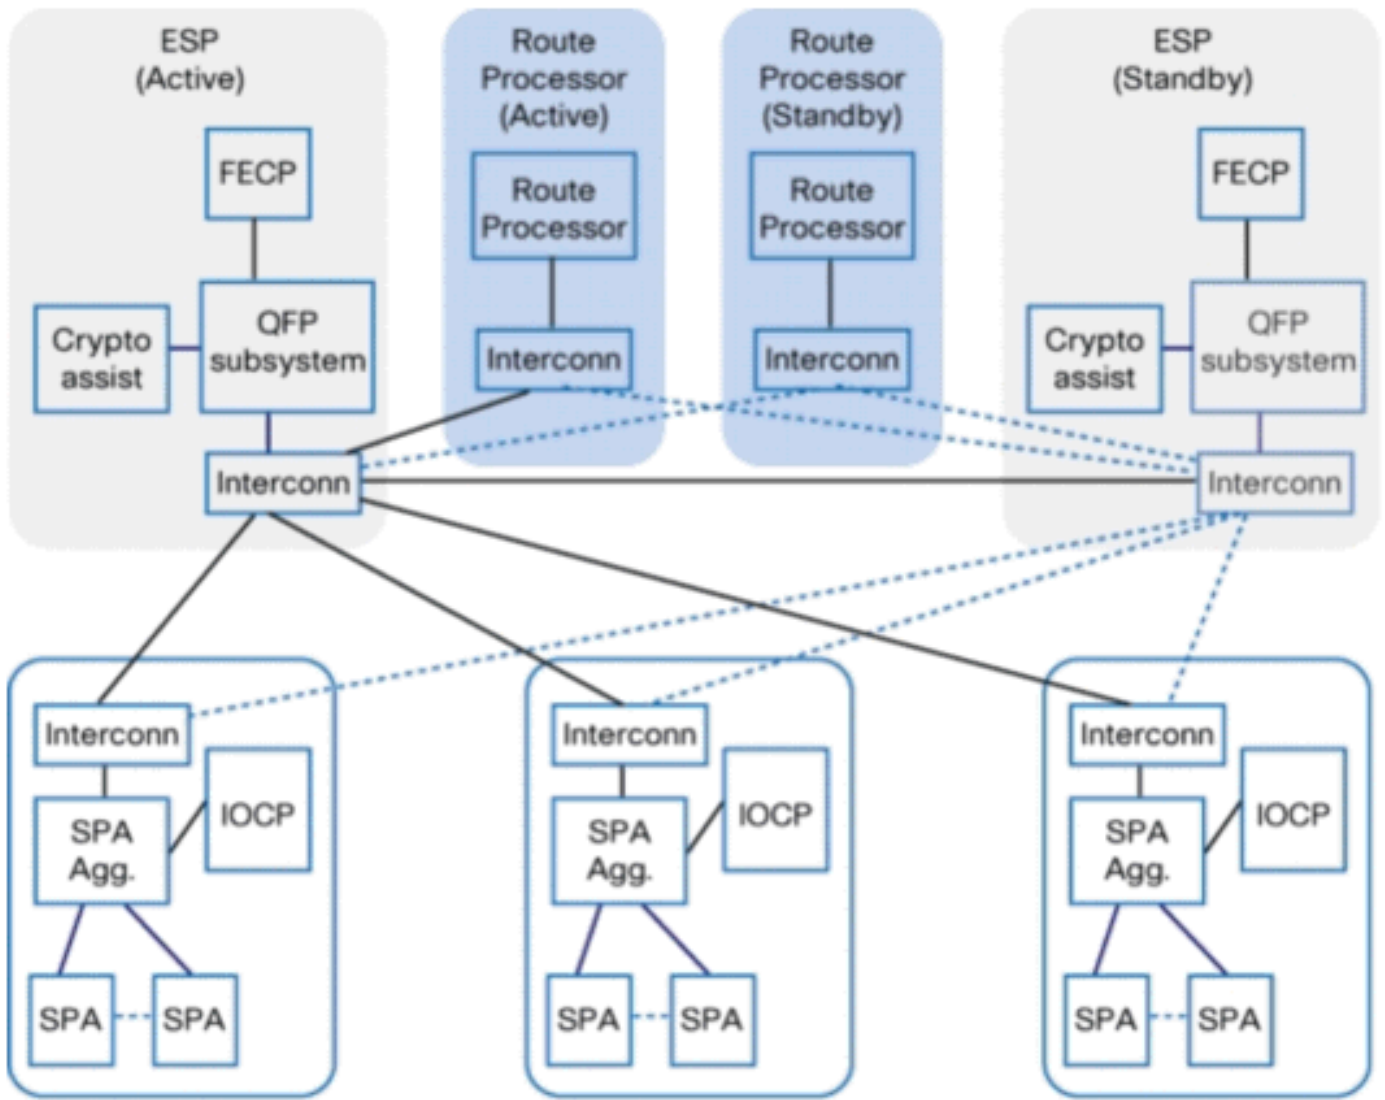 ESP
(Active)
Route
Processor
(Active)
Route
Processor
(Standby)
ESP
(Standby)
FECP
Route
Processor
Route
Processor
FECP
Crypto
assist
QFP
subsystem
Interconn
Interconn
Crypto
assist
QFP
subsystem
Interconn
Interconn
Interconn
IOCP
SPA
Agg.
SPA
SPA
Interconn
IOCP
SPA
Agg.
SPA
SPA
Interconn
IOCP
SPA
Agg.
SPA
SPA